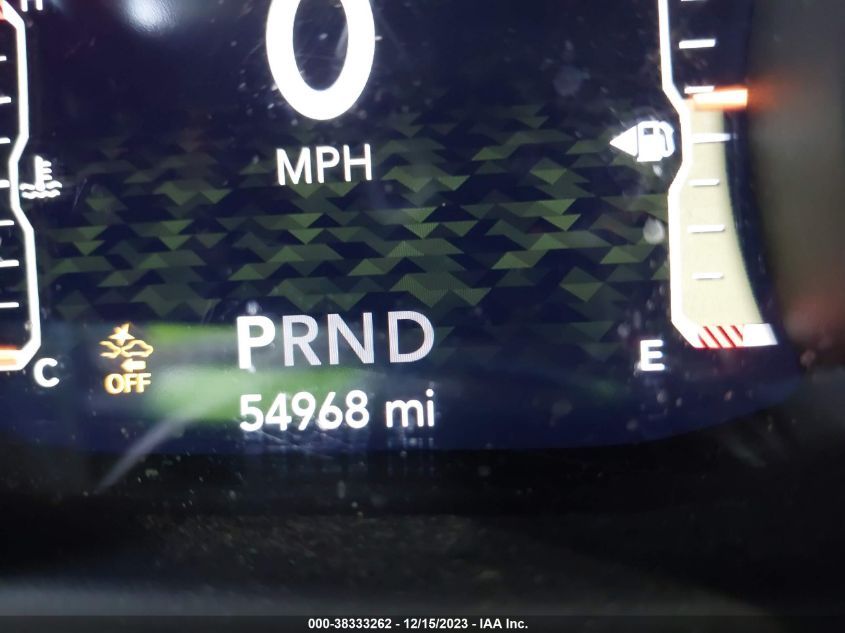 H
0
MPH
PRND
E
C
OFF
54968 mi
000-38333262 - 12/15/2023 - IAA Inc.